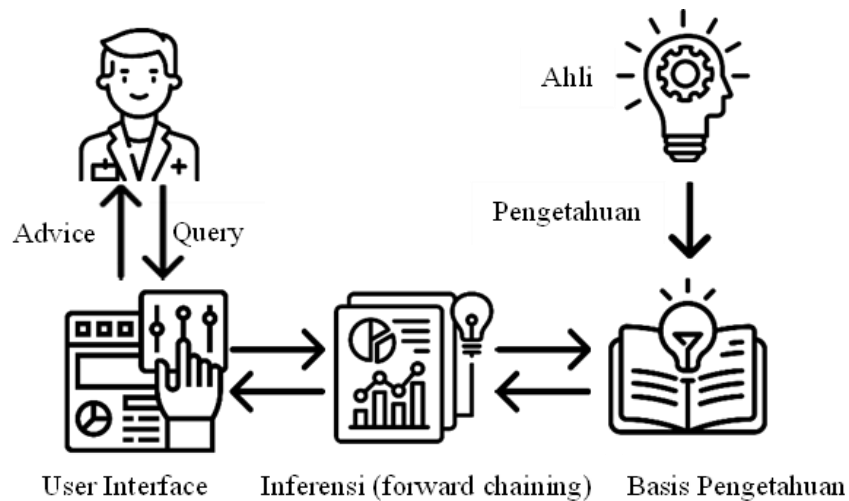 Ahli
Pengetahuan
Advice
Query
User Interface
Inferensi (forward chaining)
Basis Pengetahuan